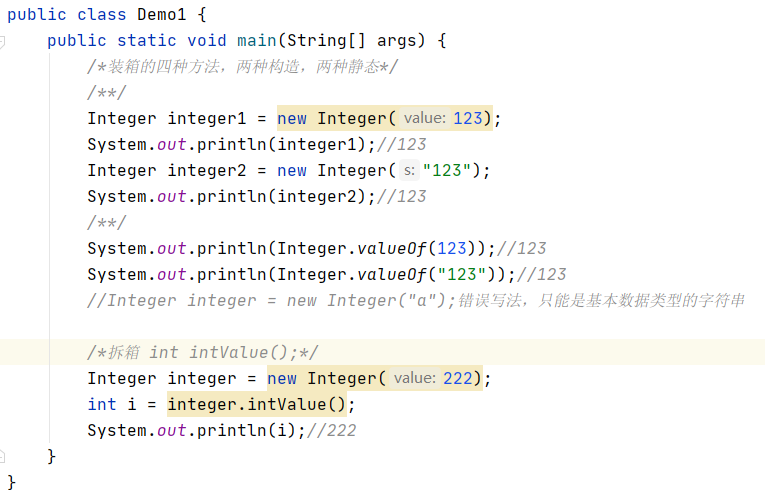 public class Demo1 {
public static void main(String[] args) {
/*装箱的四种方法，两种构造，两种静态*/
/**/
Integer integer1 = new Integer( value: 123);
System.out.println(integer1);//123
Integer integer2 = new Integer( s: "123");
System.out.println(integer2);//123
/**/
System.out.println(Integer.valueOf(123));//123
System.out.println(Integer.valueOf("123"));//123
//Integer integer = new Integer("a");错误写法，只能是基本数据类型的字符串
/*拆箱 int intValue();*/
Integer integer = new Integer( value: 222);
int i = integer.intValue();
System.out.println(i);//222
}
}